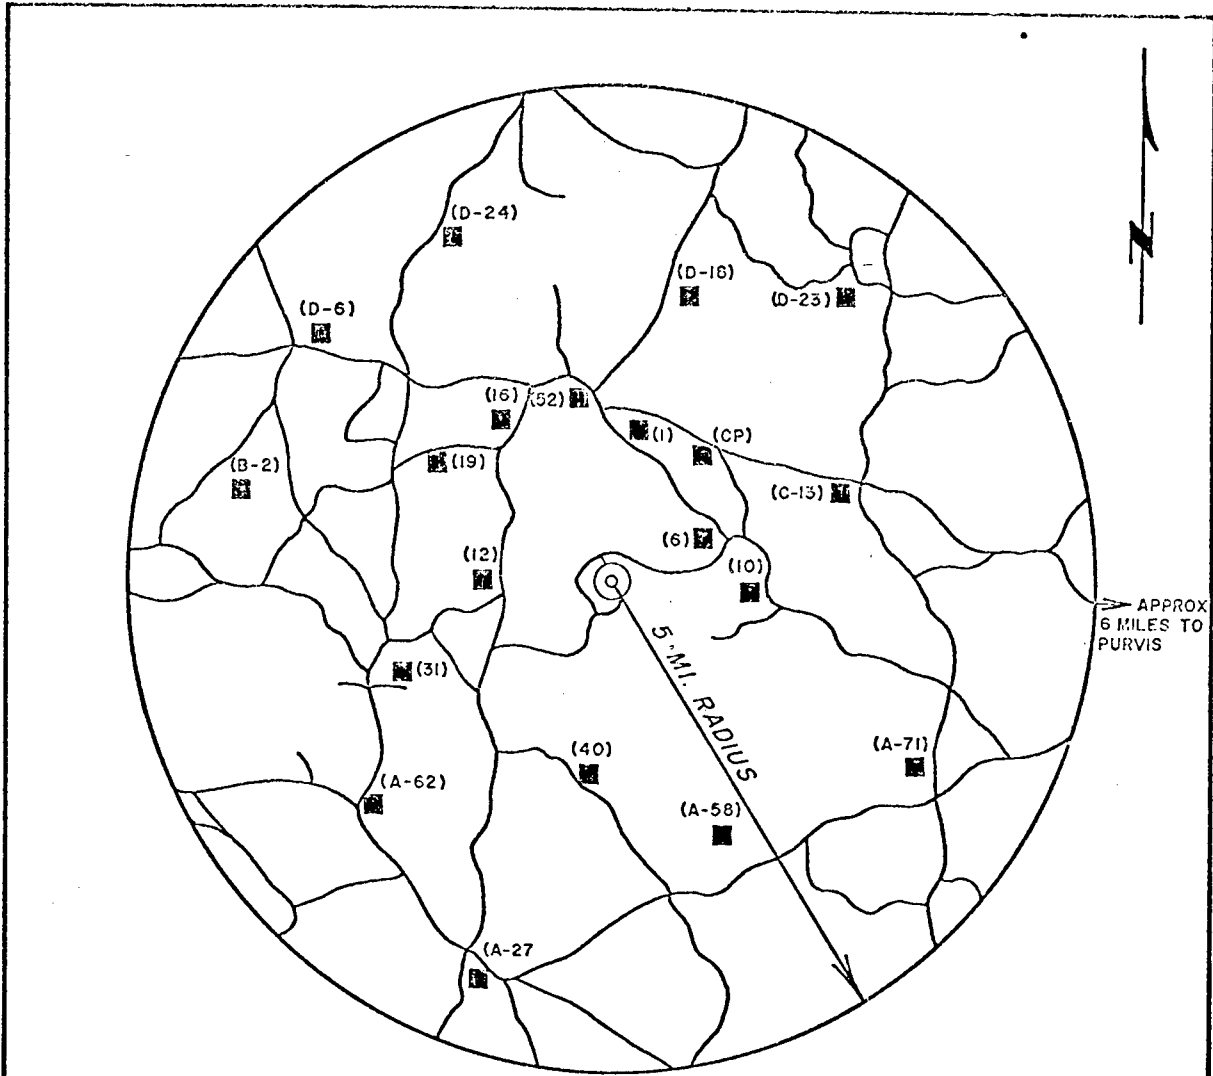 (D-24)
(D-18)
(D-23)
(D-6)
(16)
(52)
(1)
(CP)
(19)
(B-2)
(C-13)
(6)
(12)
(10)
APPROX
6 MILES TO
PURVIS
(31)
5 MI. RADIUS
(40)
(A-71)
(A-62)
(A-58)
(A-27
N